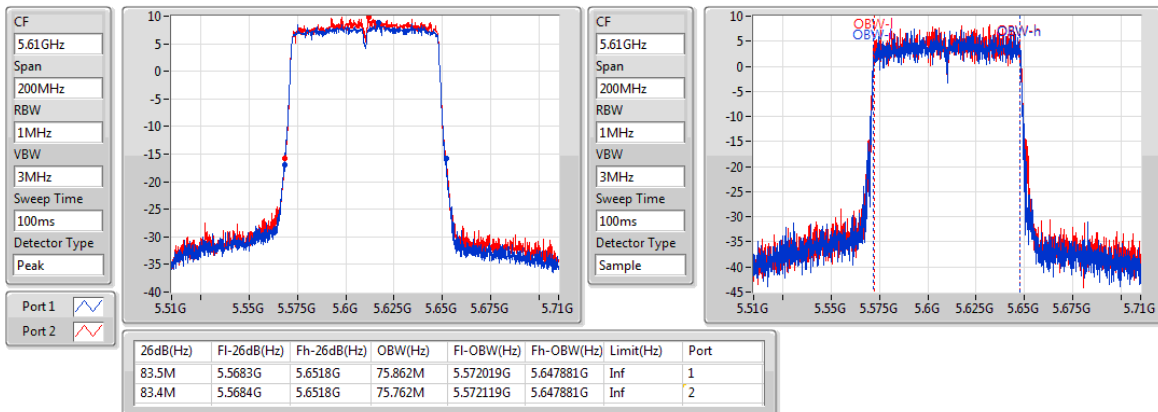 CF
5.61GHz
Span
200MHz
RBW
1MHz
VBW
3MHz
Sweep Time
100ms
Detector Type
Peak
Port 1
Port 2
10
5
0
-5
-10
-15
-20
-25
-30
-35
-40
5.51G 5.55G 5.575G 5.6G 5.625G 5.65G 5.71G
CF
5.61GHz
Span
200MHz
RBW
1MHz
VBW
3MHz
Sweep Time
100ms
Detector Type
Sample
10
5
0
-5
-10
-15
-20
-25
-30
-35
-40
-45
OBW-l
OBW-l
OBW-h
5.51G 5.55G 5.575G 5.6G 5.625G 5.65G 5.675G 5.71G
26dB(Hz) Fl-26dB(Hz) Fh-26dB(Hz) OBW(Hz) Fl-OBW(Hz) Fh-OBW(Hz) Limit(Hz) Port
83.5M 5.5683G 5.6518G 75.862M 5.572019G 5.647881G Inf 1
83.4M 5.5684G 5.6518G 75.762M 5.572119G 5.647881G Inf 2